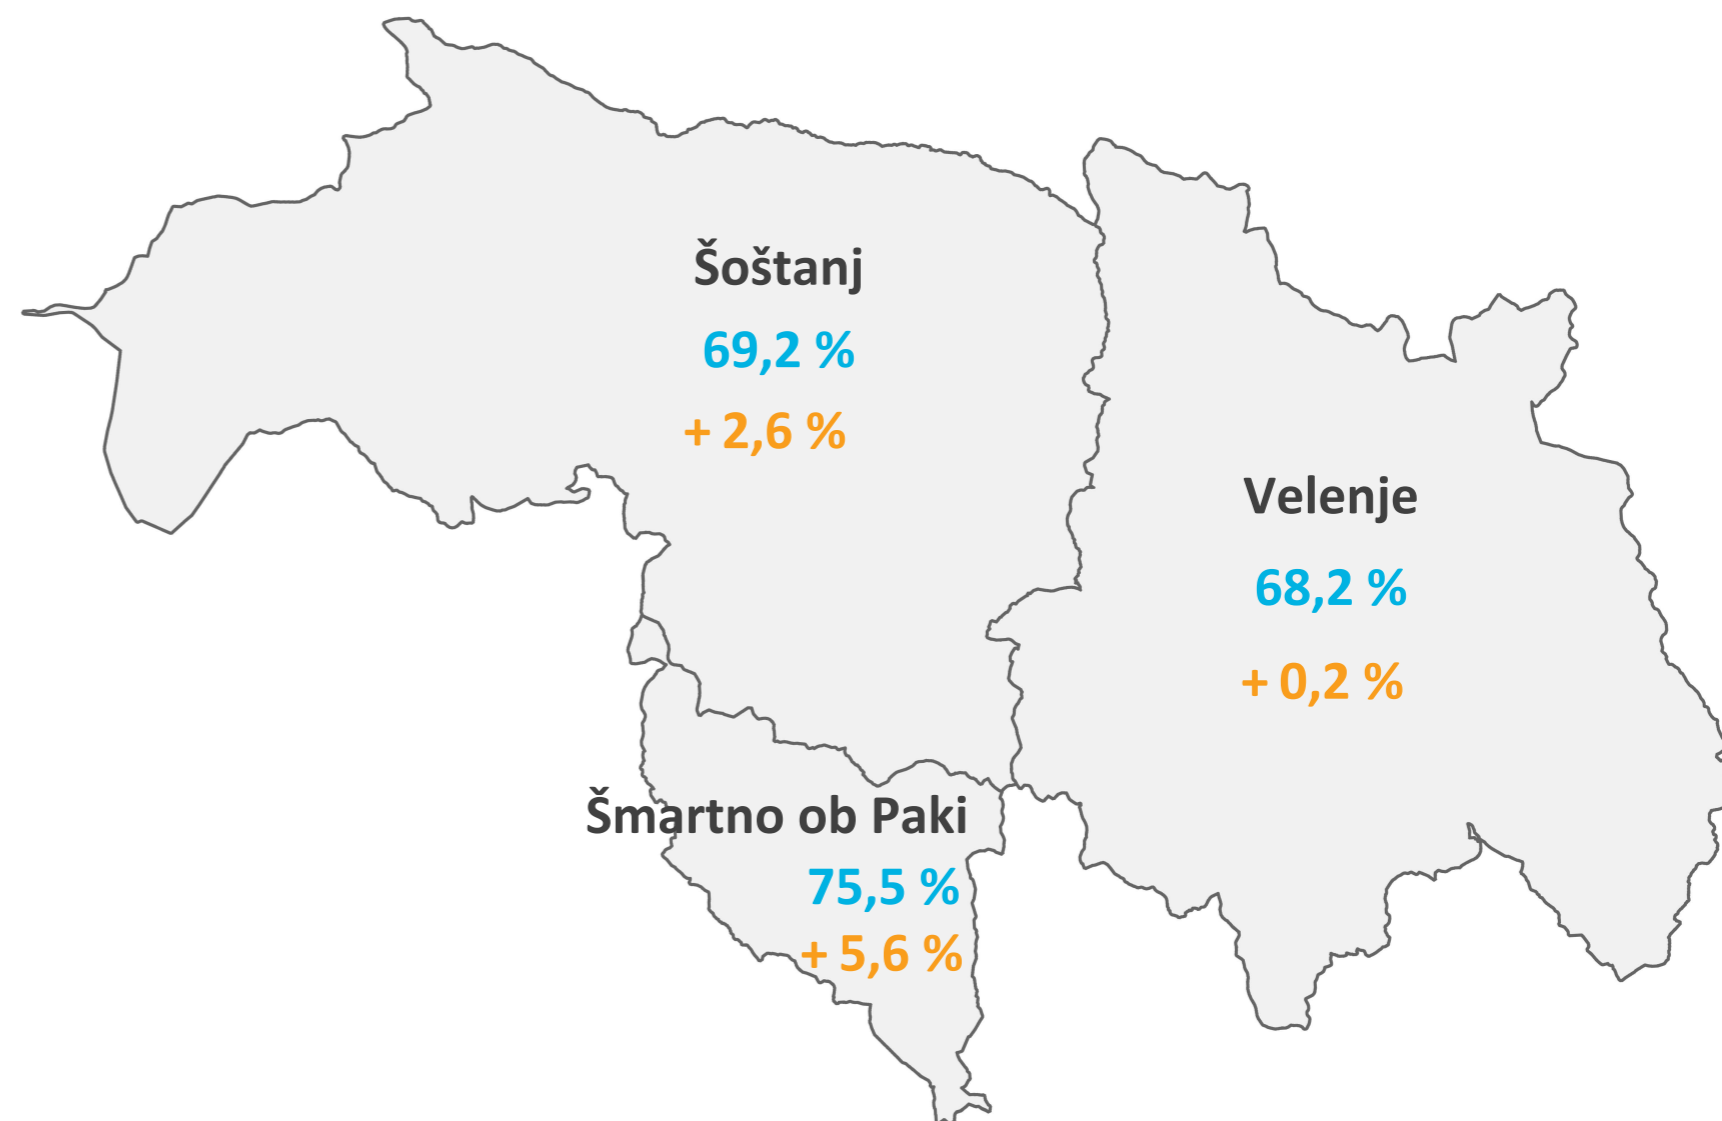 Šoštanj
69,2 %
+ 2,6 %
Velenje
68,2 %
+ 0,2 %
Šmartno ob Paki
75,5 %
+ 5,6 %